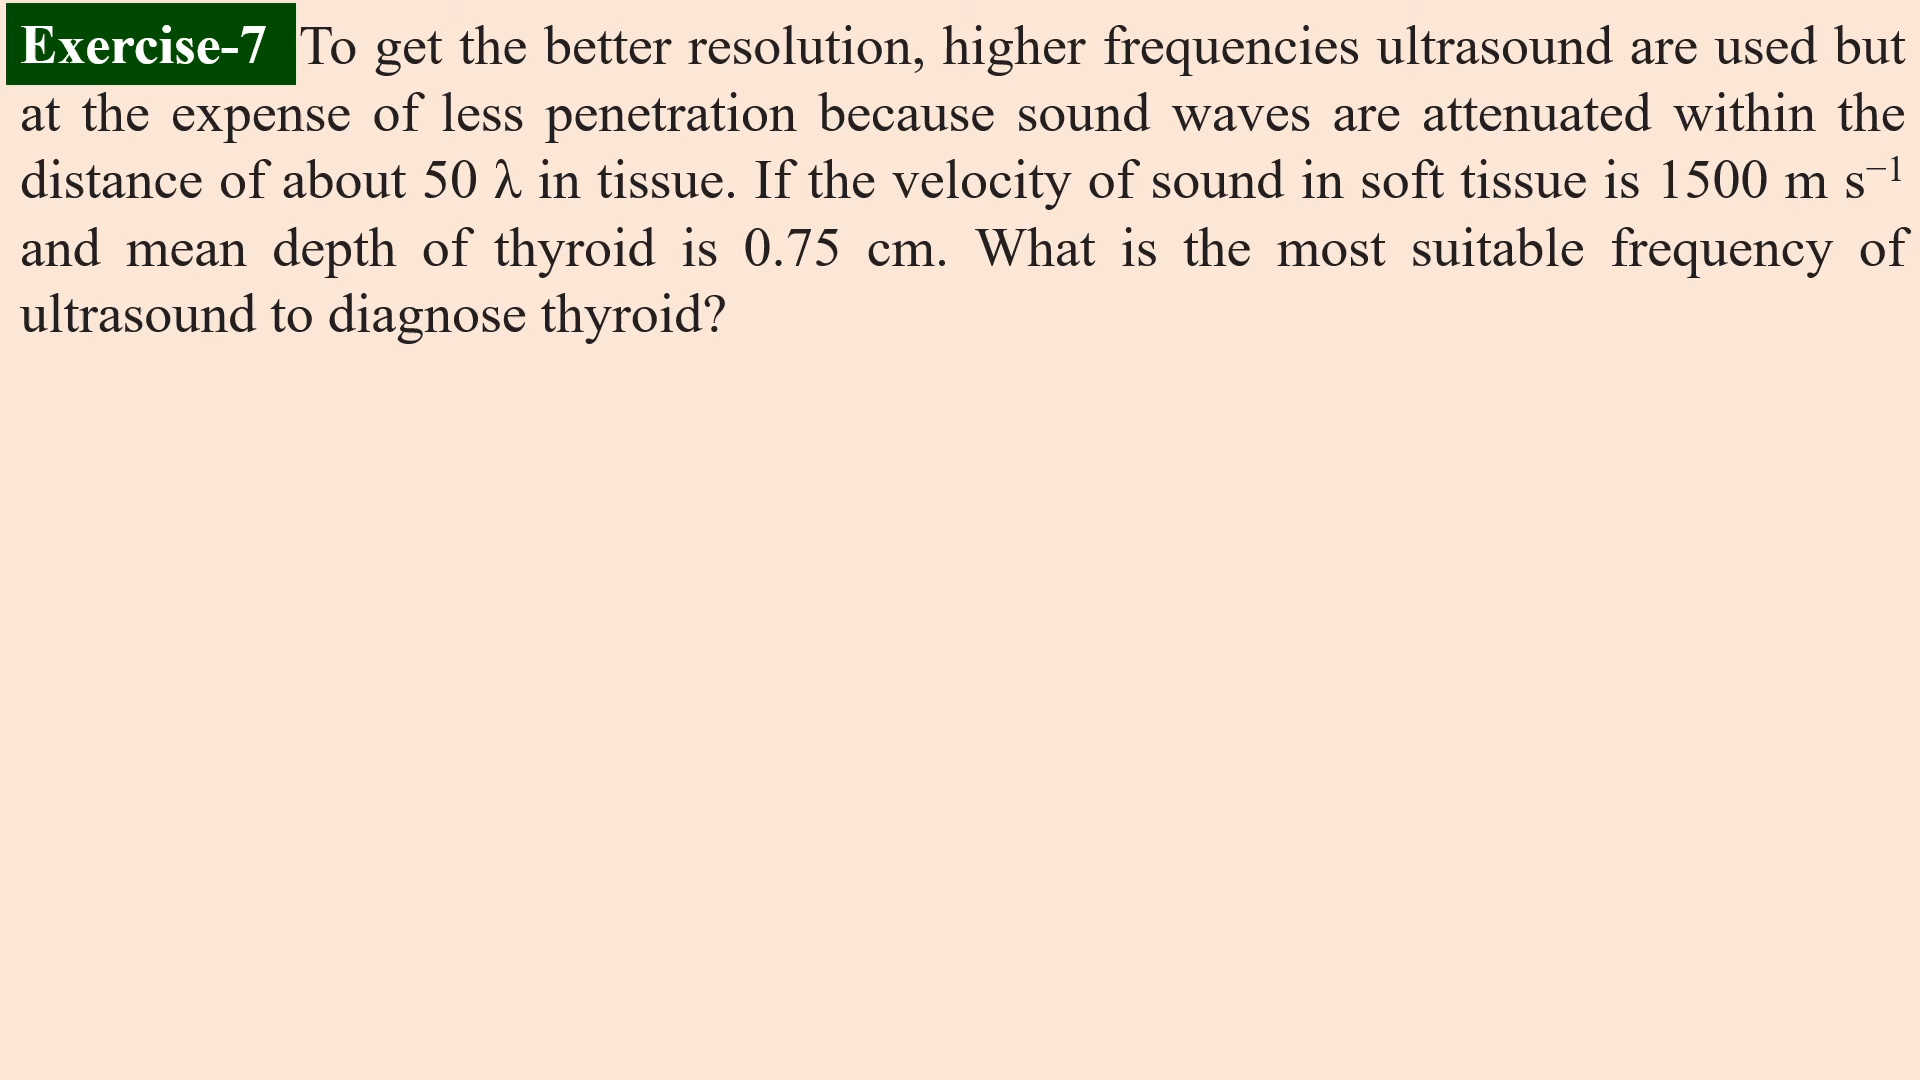 Exercise-7 To get the better resolution, higher frequencies ultrasound are used but
at the expense of less penetration because sound waves are attenuated within the
distance of about 50 λ in tissue. If the velocity of sound in soft tissue is 1500 m s⁻¹
and mean depth of thyroid is 0.75 cm. What is the most suitable frequency of
ultrasound to diagnose thyroid?